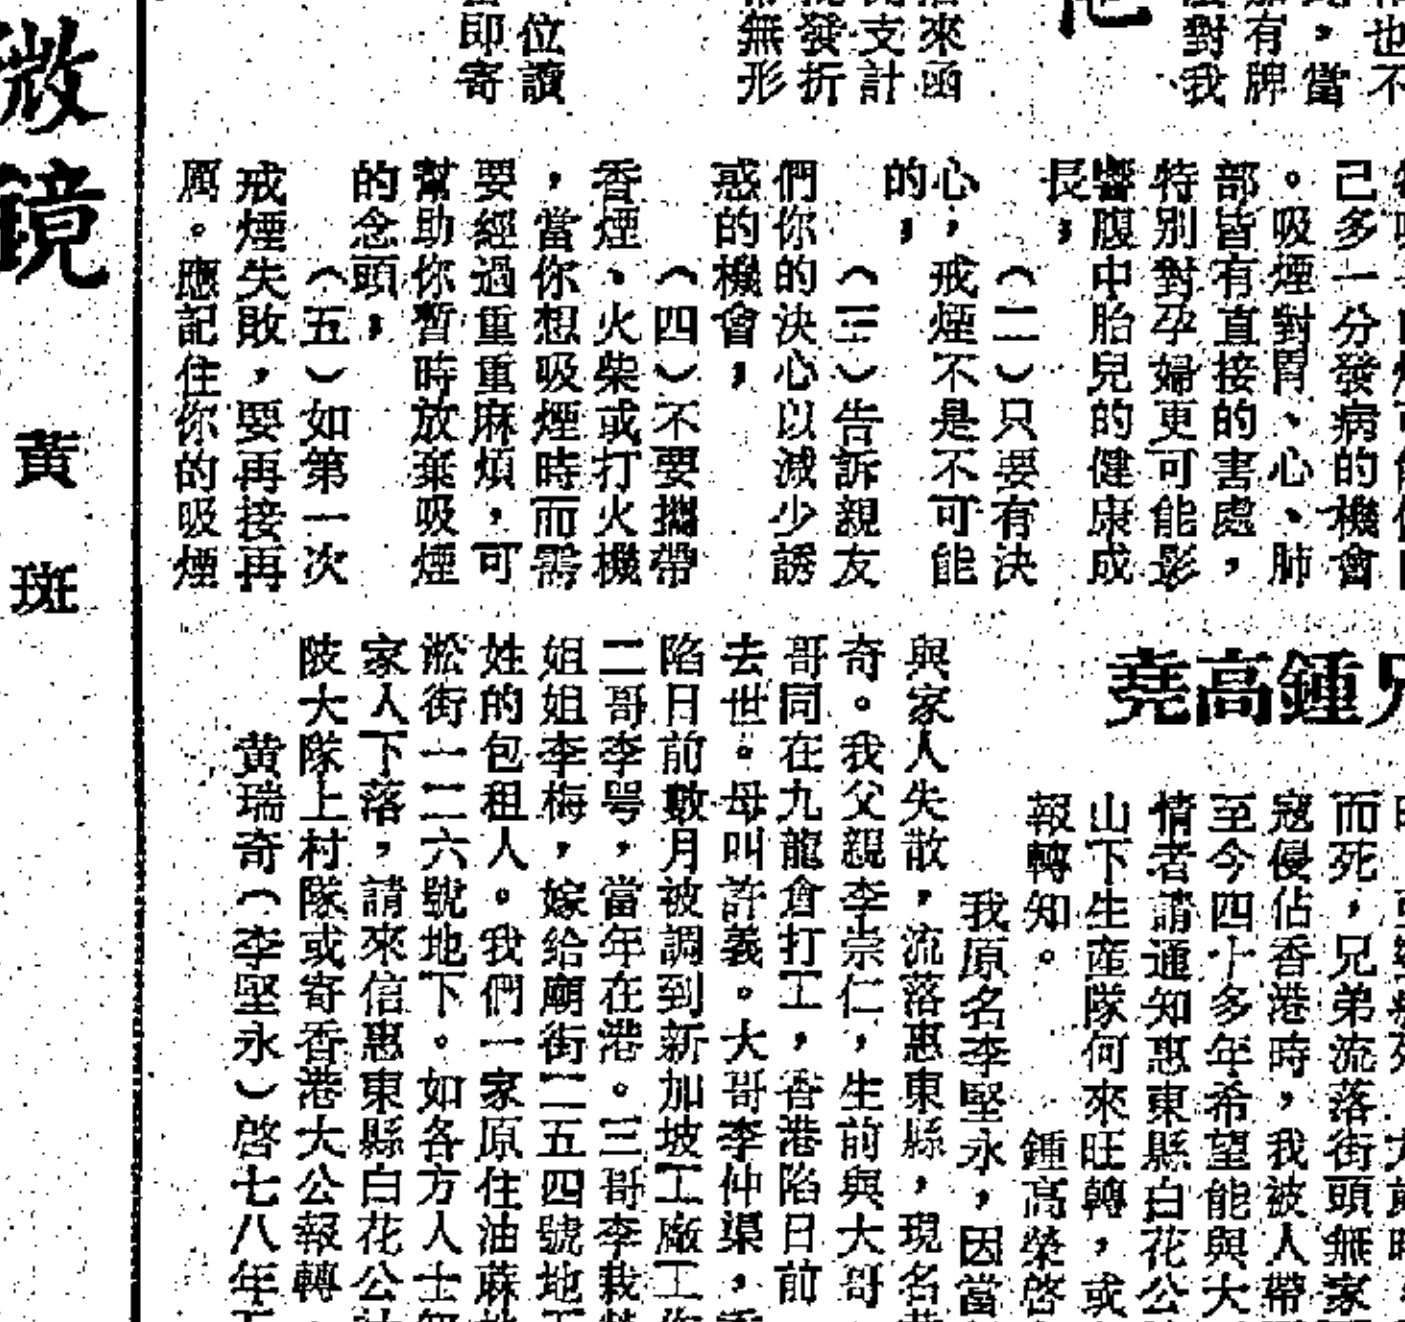 也不
，當
有牌
對我
來函
支計
發折
無形
位讀
即寄
己多一分發病的機會
。吸煙對胃、心、肺
部皆有直接的害處，
特別對孕婦更可能影
響腹中胎兒的健康成
長；
（二）只要有決
心，戒煙不是不可能
的；
（三）告訴親友
們你的決心以減少誘
惑的機會；
（四）不要攜帶
香煙、火柴或打火機
，當你想吸煙時而需
要經過重重麻煩，可
幫助你暫時放棄吸煙
的念頭；
（五）如第一次
戒煙失敗，要再接再
厲。應記住你的吸煙
兄鍾高堯
而死，兄弟流落街頭無家
寇侵佔香港時，我被人帶
至今四十多年希望能與大
情者請通知惠東縣白花公
山下生產隊何來旺轉，或
報轉知。 鍾高榮啓
我原名李堅永，因當
與家人失散，流落惠東縣，現名
奇。我父親李崇仁，生前與大哥
哥同在九龍倉打工，香港陷日前
去世。母叫許義。大哥李仲渠，
陷日前數月被調到新加坡工廠工
二哥李咢，當年在港。三哥李栽
姐姐李梅，嫁給廟街二五四號地
姓的包租人。我們一家原住油蔴
淞街一二六號地下。如各方人士
家人下落，請來信惠東縣白花公
陂大隊上村隊或寄香港大公報轉
黃瑞奇（李堅永）啓七八年
微鏡
黃斑